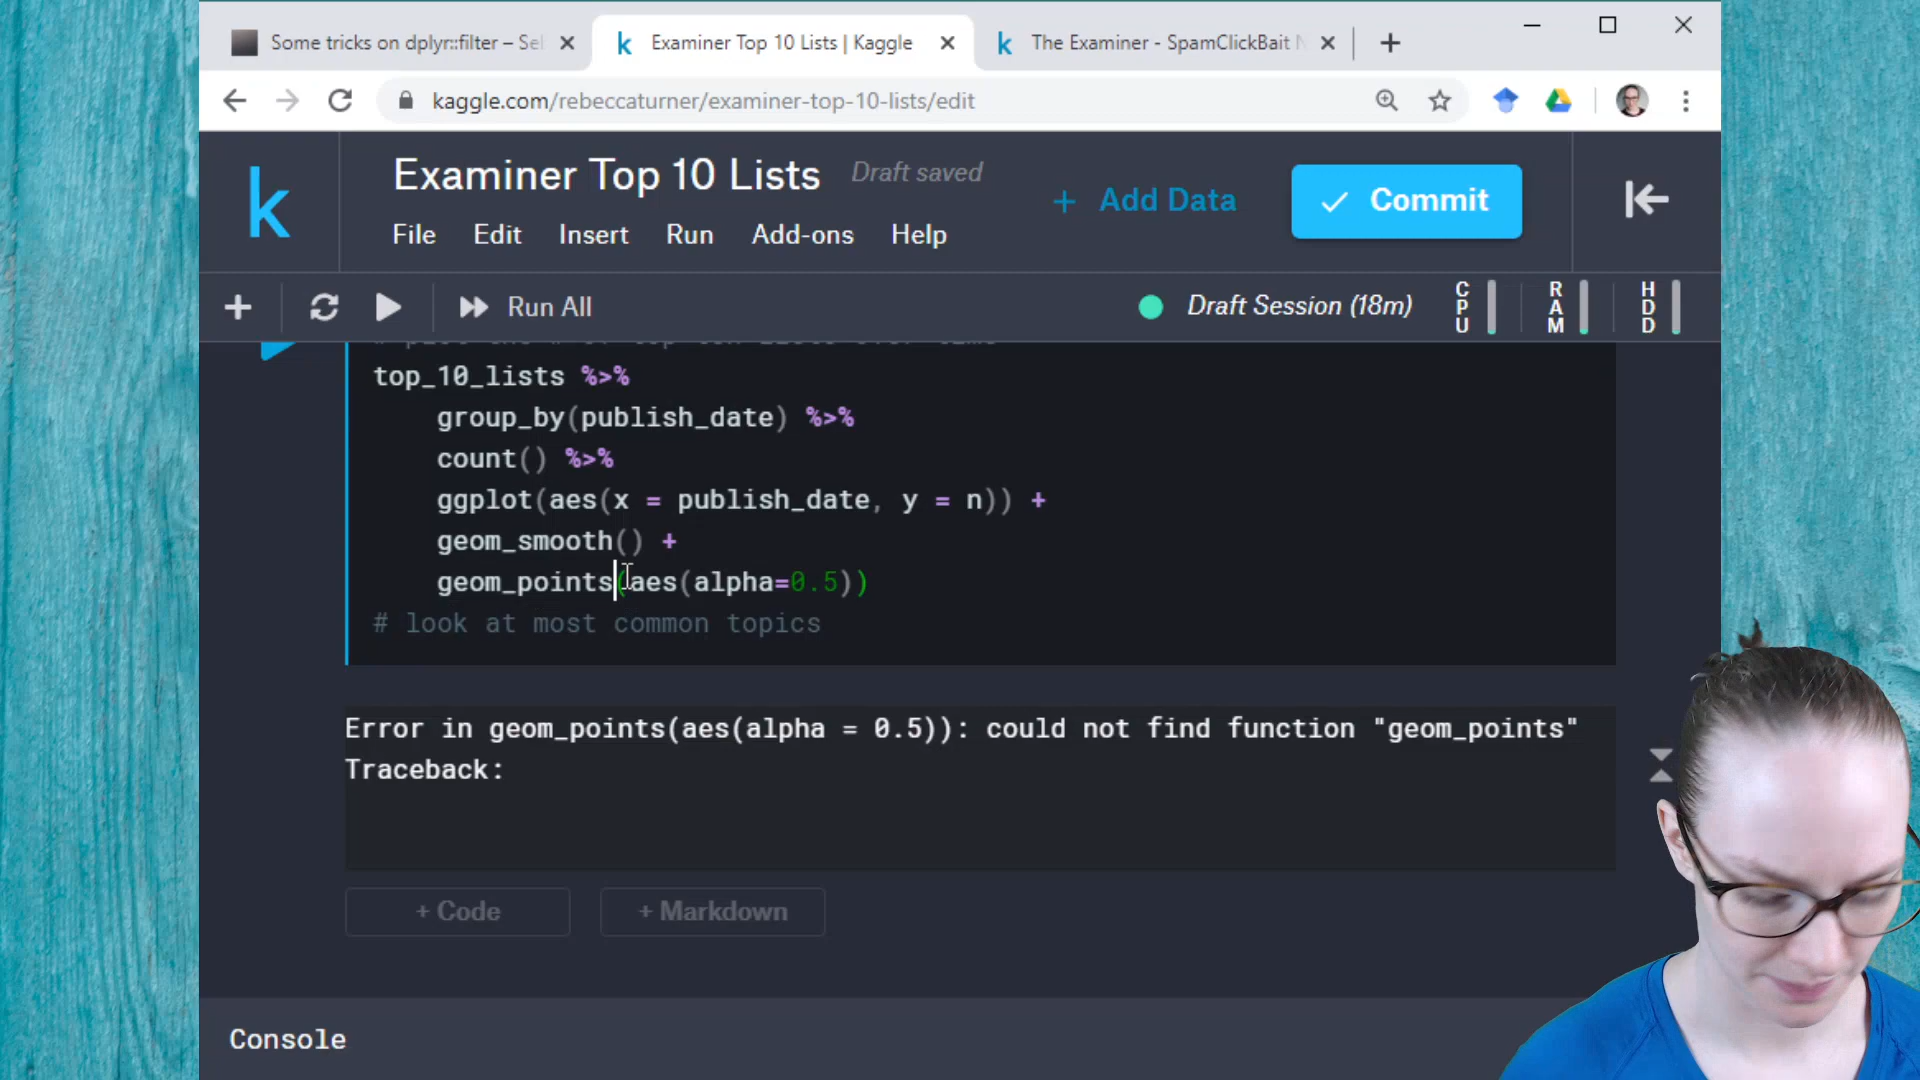 Some tricks on dplyr::filter – Sel
Examiner Top 10 Lists | Kaggle
The Examiner - SpamClickBait N
kaggle.com/rebeccaturner/examiner-top-10-lists/edit
k
Examiner Top 10 Lists
Draft saved
+ Add Data
Commit
File
Edit
Insert
Run
Add-ons
Help
Run All
Draft Session (18m)
CPU
RAM
HDD
top_10_lists %>%
group_by(publish_date) %>%
count() %>%
ggplot(aes(x = publish_date, y = n)) +
geom_smooth() +
geom_points(aes(alpha=0.5))
# look at most common topics
Error in geom_points(aes(alpha = 0.5)): could not find function "geom_points"
Traceback:
+ Code
+ Markdown
Console